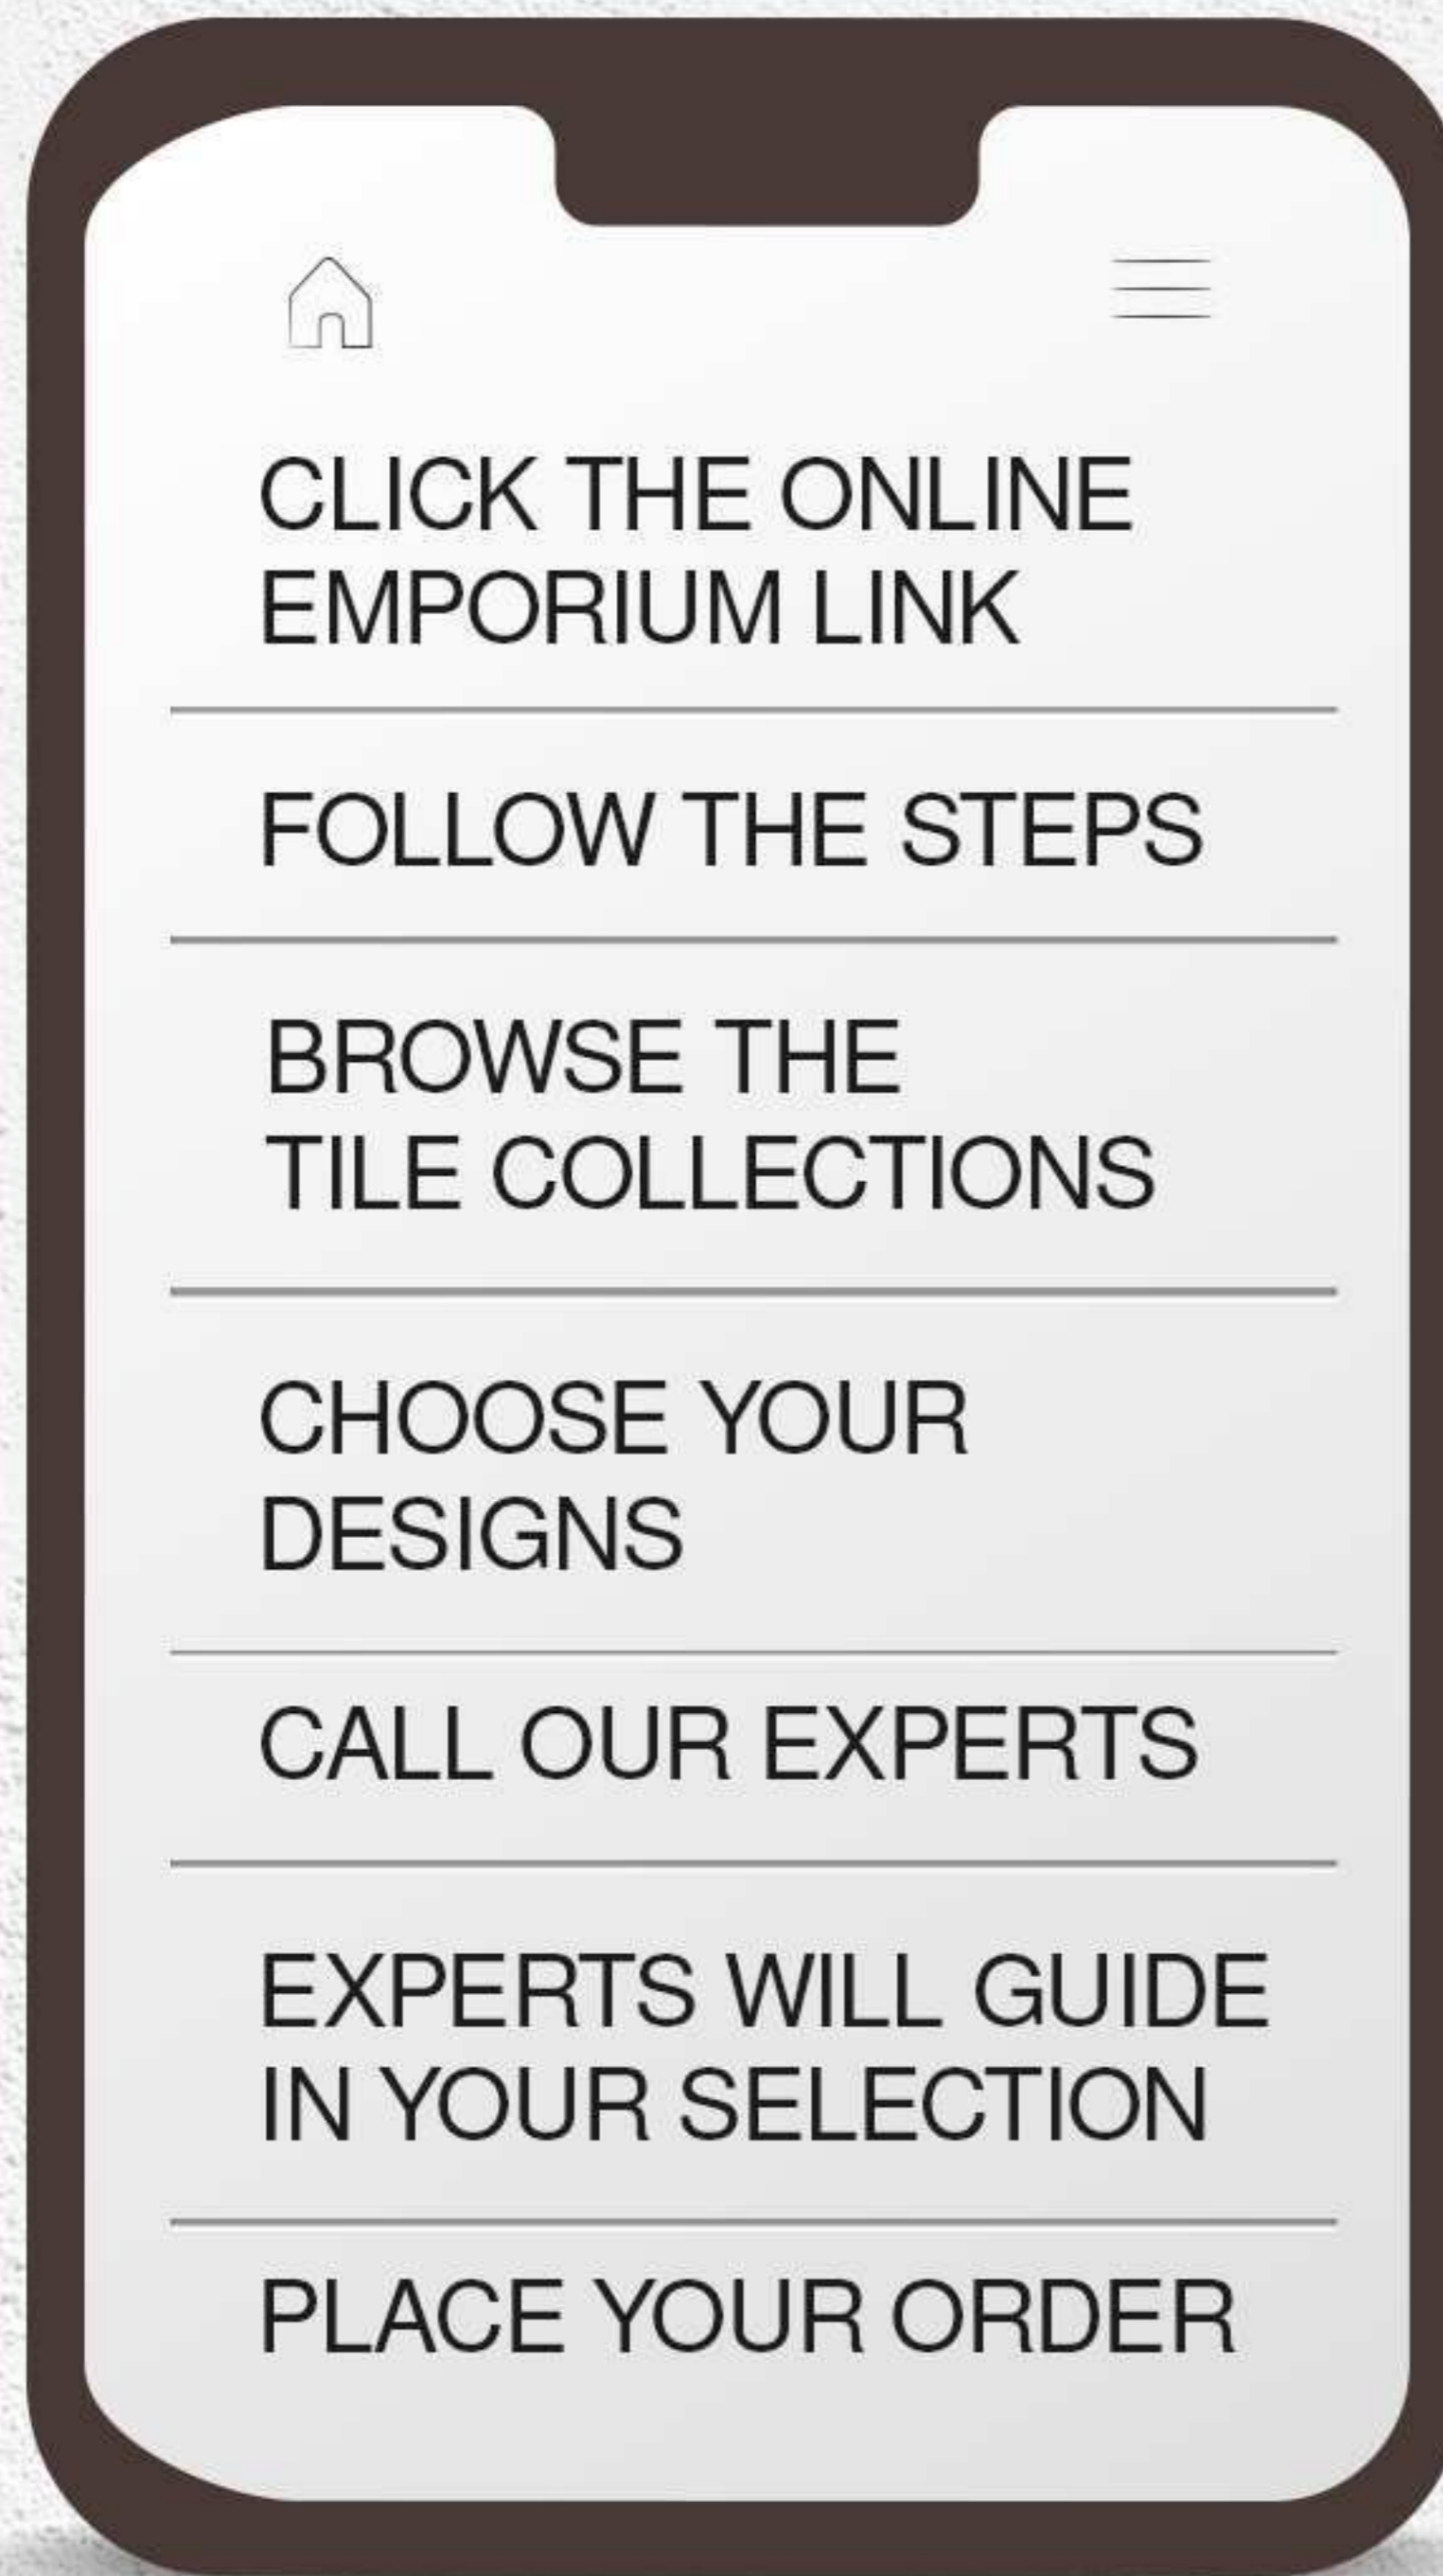 CLICK THE ONLINE
EMPORIUM LINK
FOLLOW THE STEPS
BROWSE THE
TILE COLLECTIONS
CHOOSE YOUR
DESIGNS
CALL OUR EXPERTS
EXPERTS WILL GUIDE
IN YOUR SELECTION
PLACE YOUR ORDER